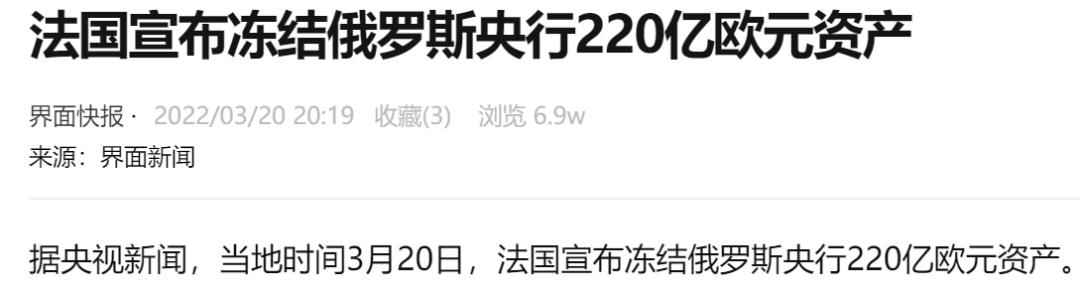 法国宣布冻结俄罗斯央行220亿欧元资产
界面快报 · 2022/03/20 20:19 收藏(3) 浏览 6.9w
来源：界面新闻
据央视新闻，当地时间3月20日，法国宣布冻结俄罗斯央行220亿欧元资产。